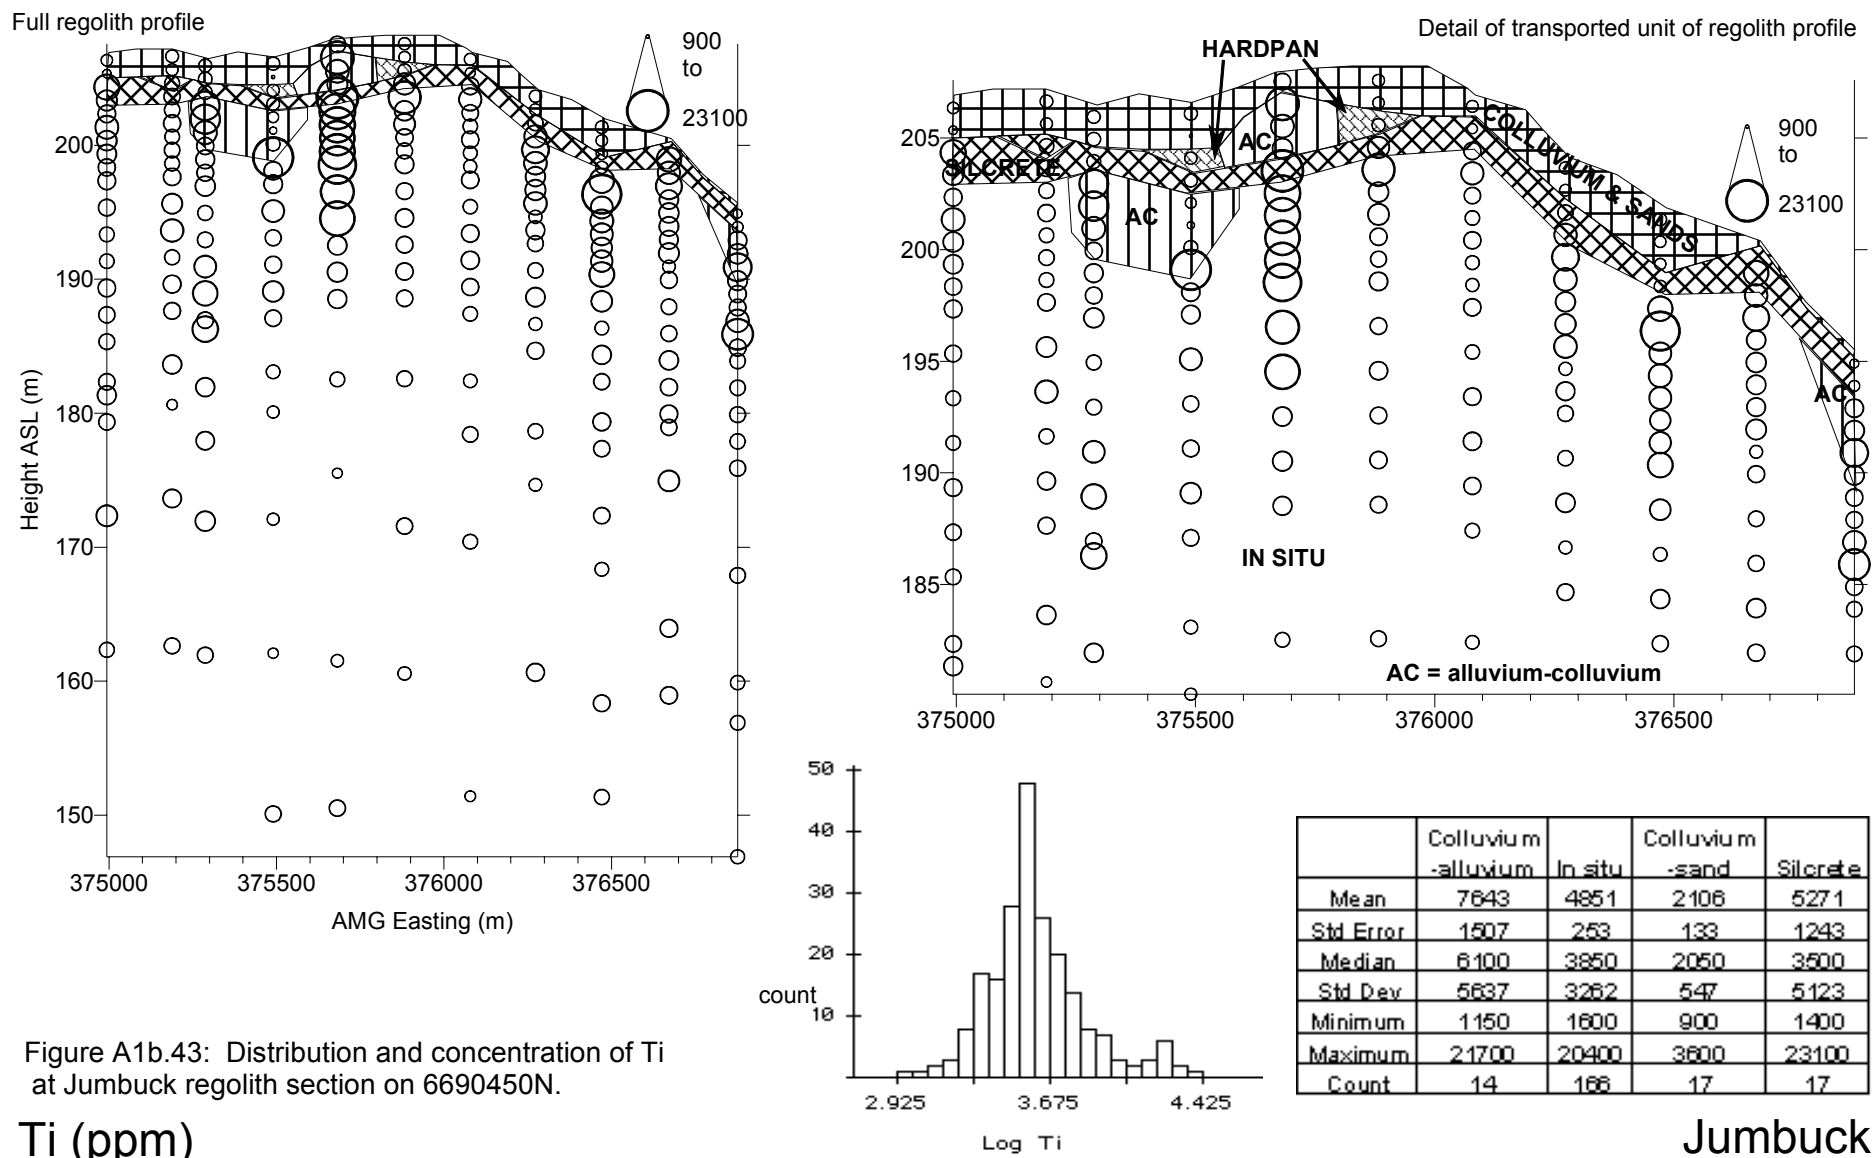 Full regolith profile
Detail of transported unit of regolith profile
900
to
23100
200
190
180
170
160
150
Height ASL (m)
375000 375500 376000 376500
AMG Easting (m)
HARDPAN
AC
SILCRETE
AC
COLLUVIUM & SANDS
AC
IN SITU
AC = alluvium-colluvium
900
to
23100
205
200
195
190
185
375000 375500 376000 376500
50
40
30
20
10
count
2.925 3.675 4.425
Log Ti
Colluvium Colluvium
-alluvium In situ -sand Silcrete
Mean 7643 4851 2106 5271
Std Error 1507 253 133 1243
Median 6100 3850 2050 3500
Std Dev 5637 3262 547 5123
Minimum 1150 1600 900 1400
Maximum 21700 20400 3600 23100
Count 14 166 17 17
Figure A1b.43: Distribution and concentration of Ti
at Jumbuck regolith section on 6690450N.
Ti (ppm)
Jumbuck